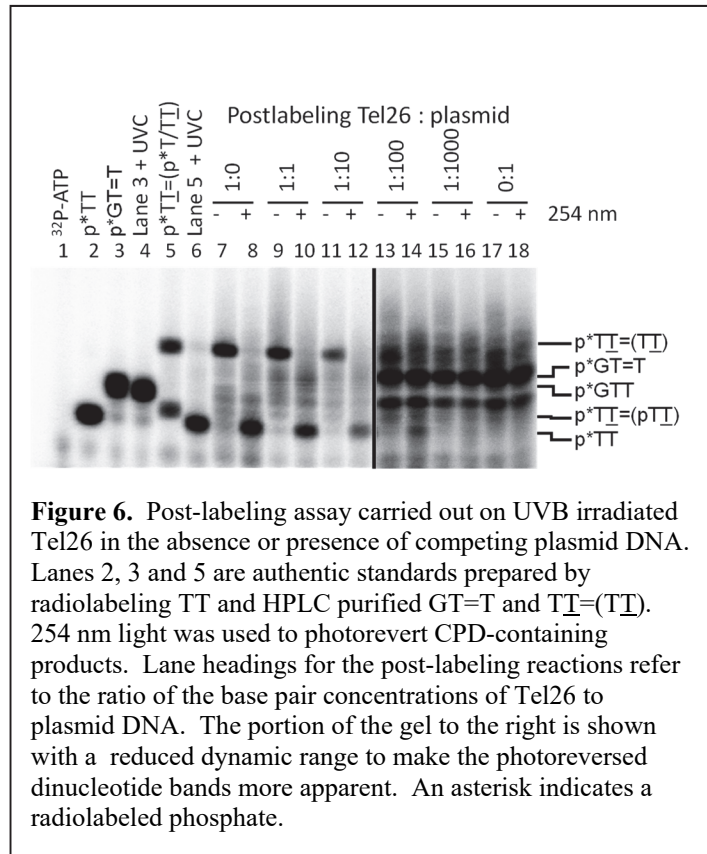 Postlabeling Tel26 : plasmid
³²P-ATP
p*TT
p*GT=T
Lane 3 + UVC
p*TT̲=(p*T/TT̲)
Lane 5 + UVC
1:0
1:1
1:10
1:100
1:1000
0:1
- + - + - + - + - + - + 254 nm
1 2 3 4 5 6 7 8 9 10 11 12 13 14 15 16 17 18
p*TT̲=(TT̲)
p*GT=T
p*GTT
p*TT̲=(pTT̲)
p*TT
Figure 6. Post-labeling assay carried out on UVB irradiated
Tel26 in the absence or presence of competing plasmid DNA.
Lanes 2, 3 and 5 are authentic standards prepared by
radiolabeling TT and HPLC purified GT=T and TT̲=(TT̲).
254 nm light was used to photorevert CPD-containing
products. Lane headings for the post-labeling reactions refer
to the ratio of the base pair concentrations of Tel26 to
plasmid DNA. The portion of the gel to the right is shown
with a reduced dynamic range to make the photoreversed
dinucleotide bands more apparent. An asterisk indicates a
radiolabeled phosphate.